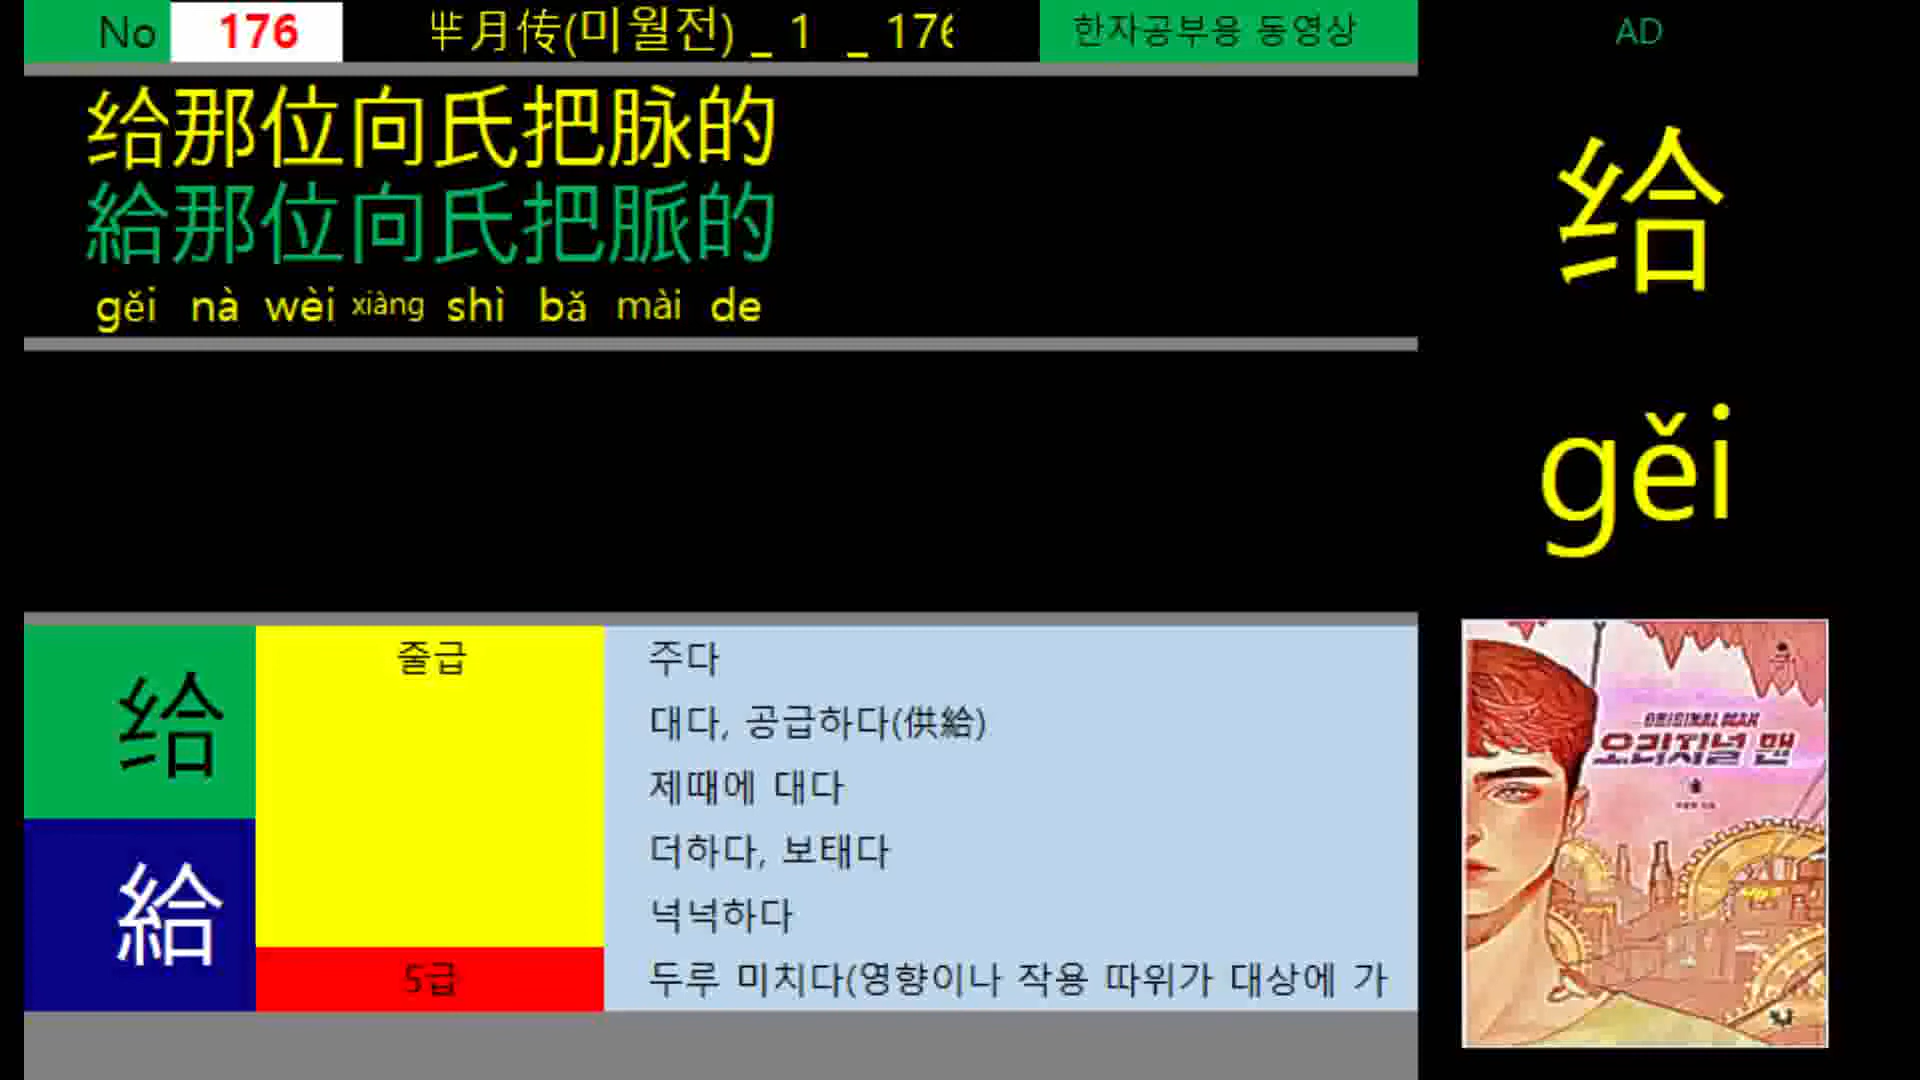 No 176 芈月传(미월전) _ 1 _ 176 한자공부용 동영상 AD
给那位向氏把脉的
給那位向氏把脈的
gěi nà wèi xiàng shì bǎ mài de
给
gěi
给
줄급
주다
대다, 공급하다(供給)
제때에 대다
더하다, 보태다
넉넉하다
給
5급
두루 미치다(영향이나 작용 따위가 대상에 가
ORIGINAL MAN
오리지널 맨